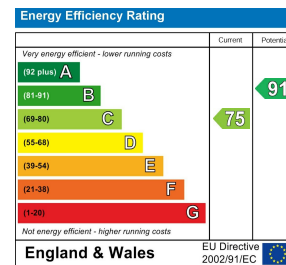 Energy Efficiency Rating
Current Potentia
Very energy efficient - lower running costs
(92 plus) A
(81-91) B
(69-80) C
(55-68) D
(39-54) E
(21-38) F
(1-20) G
75
91
Not energy efficient - higher running costs
England & Wales
EU Directive
2002/91/EC